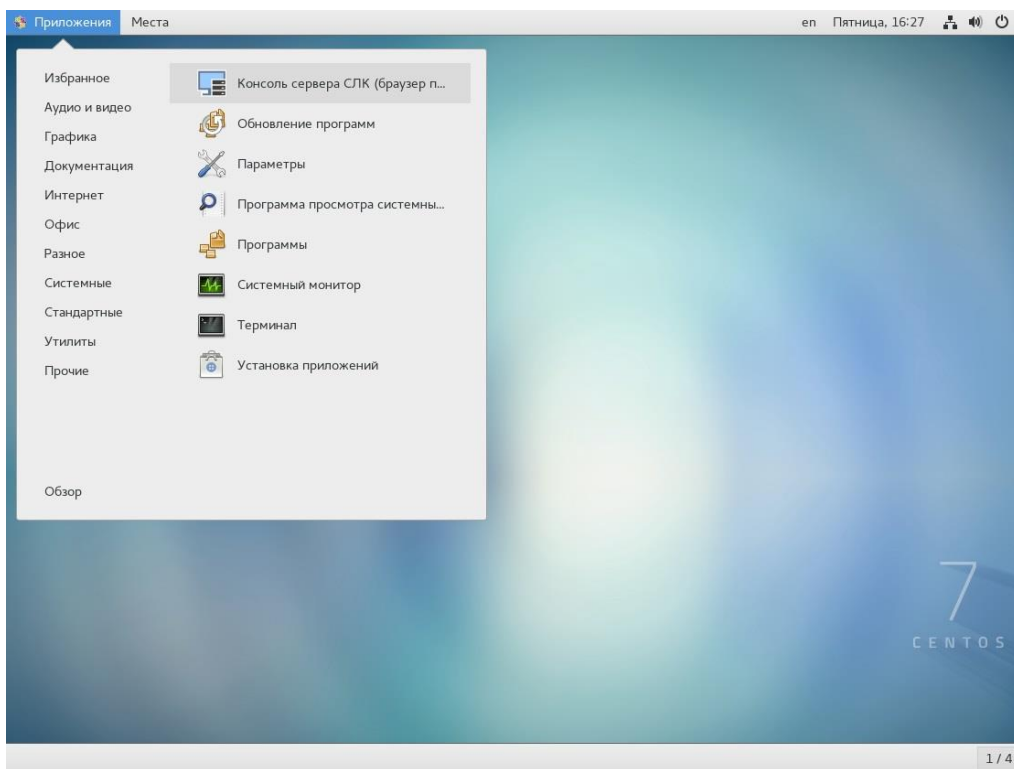 Приложения Места en Пятница, 16:27
Избранное
Аудио и видео
Графика
Документация
Интернет
Офис
Разное
Системные
Стандартные
Утилиты
Прочие
Обзор
Консоль сервера СЛК (браузер п...
Обновление программ
Параметры
Программа просмотра системны...
Программы
Системный монитор
Терминал
Установка приложений
7
CENTOS
1 / 4